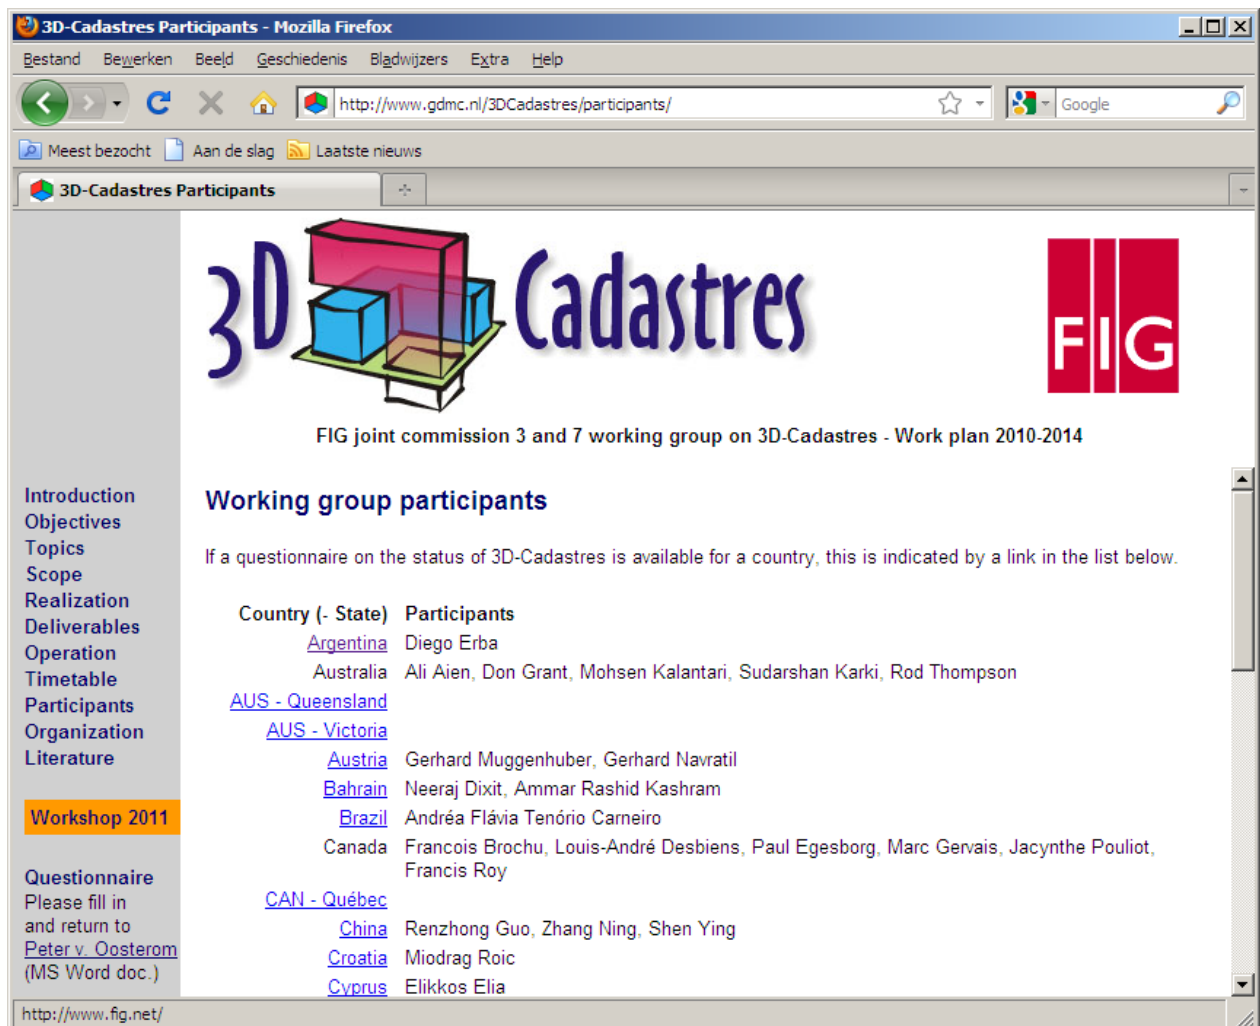 3D-Cadastres Participants - Mozilla Firefox
Bestand Bewerken Beeld Geschiedenis Bladwijzers Extra Help
http://www.gdmc.nl/3DCadastres/participants/ Google
Meest bezocht Aan de slag Laatste nieuws
3D-Cadastres Participants
3D Cadastres
FIG
FIG joint commission 3 and 7 working group on 3D-Cadastres - Work plan 2010-2014
Introduction
Objectives
Topics
Scope
Realization
Deliverables
Operation
Timetable
Participants
Organization
Literature
Workshop 2011
Questionnaire
Please fill in
and return to
Peter v. Oosterom
(MS Word doc.)
Working group participants
If a questionnaire on the status of 3D-Cadastres is available for a country, this is indicated by a link in the list below.
Country (- State) Participants
Argentina Diego Erba
Australia Ali Aien, Don Grant, Mohsen Kalantari, Sudarshan Karki, Rod Thompson
AUS - Queensland
AUS - Victoria
Austria Gerhard Muggenhuber, Gerhard Navratil
Bahrain Neeraj Dixit, Ammar Rashid Kashram
Brazil Andréa Flávia Tenório Carneiro
Canada Francois Brochu, Louis-André Desbiens, Paul Egesborg, Marc Gervais, Jacynthe Pouliot,
Francis Roy
CAN - Québec
China Renzhong Guo, Zhang Ning, Shen Ying
Croatia Miodrag Roic
Cyprus Elikkos Elia
http://www.fig.net/